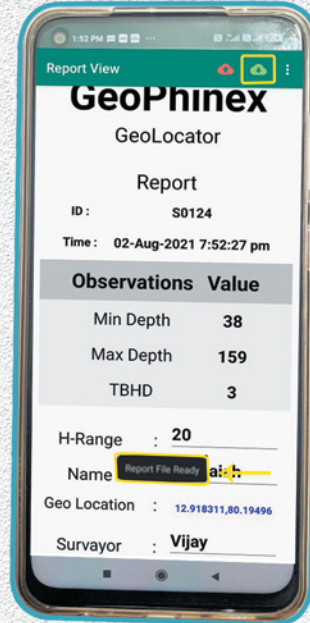 1:52 PM
Report View
GeoPhinex
GeoLocator
Report
ID : S0124
Time : 02-Aug-2021 7:52:27 pm
Observations Value
Min Depth 38
Max Depth 159
TBHD 3
H-Range : 20
Name
Report File Ready
Geo Location : 12.918311,80.19496
Surveyor : Vijay